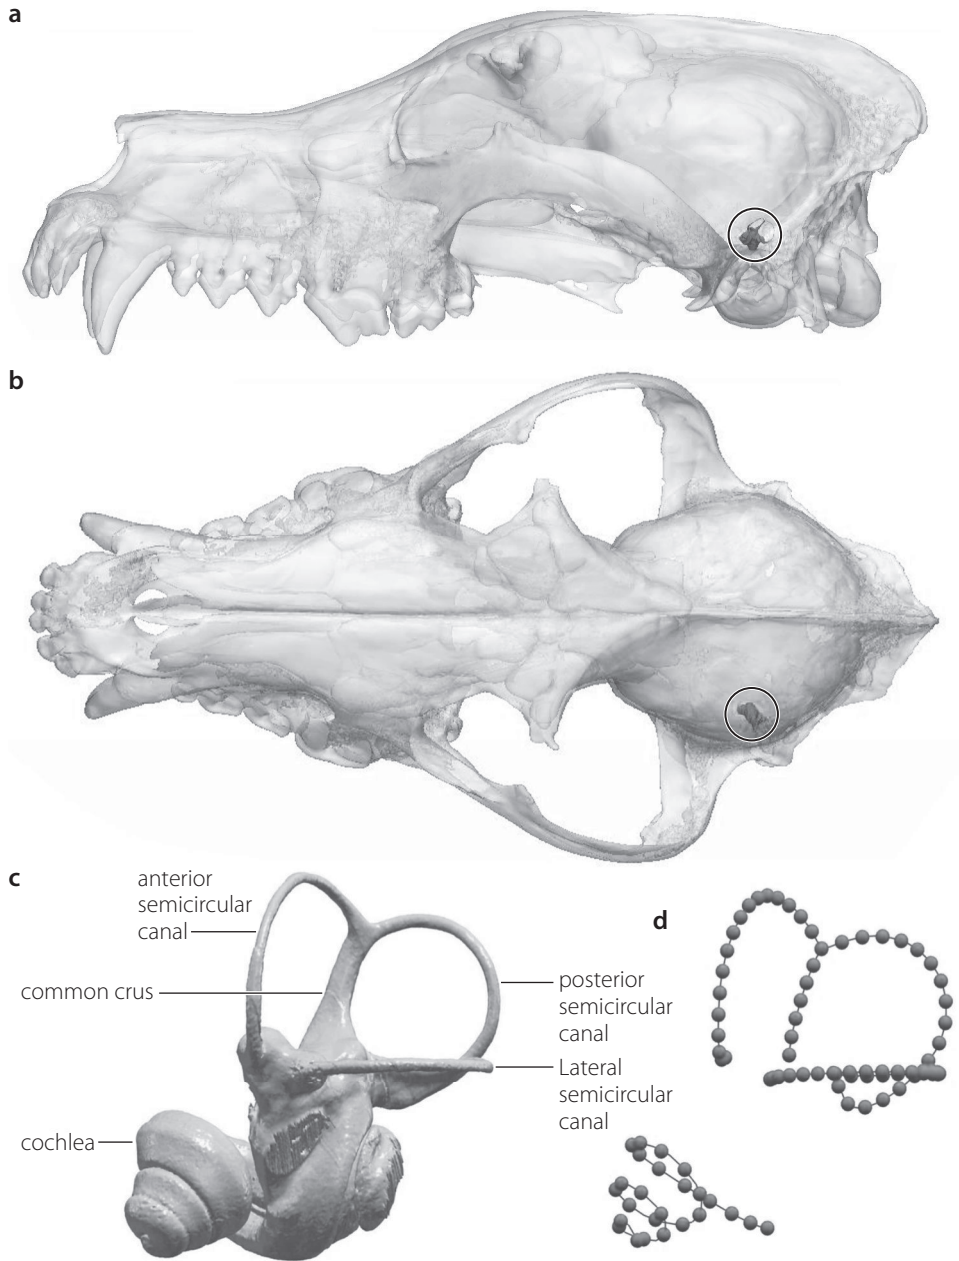 a
b
c
anterior
semicircular
canal
d
common crus
posterior
semicircular
canal
Lateral
semicircular
canal
cochlea